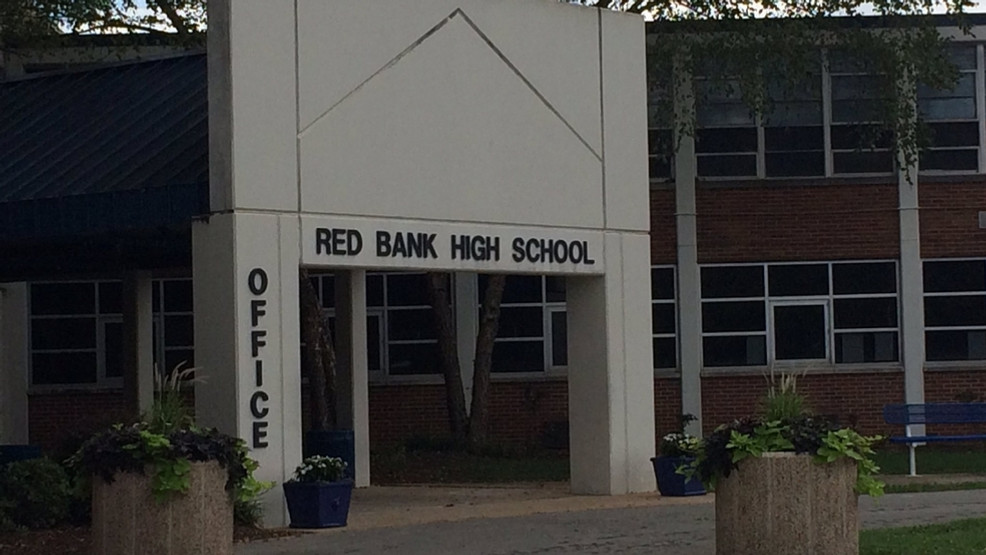 RED BANK HIGH SCHOOL
OFFICE